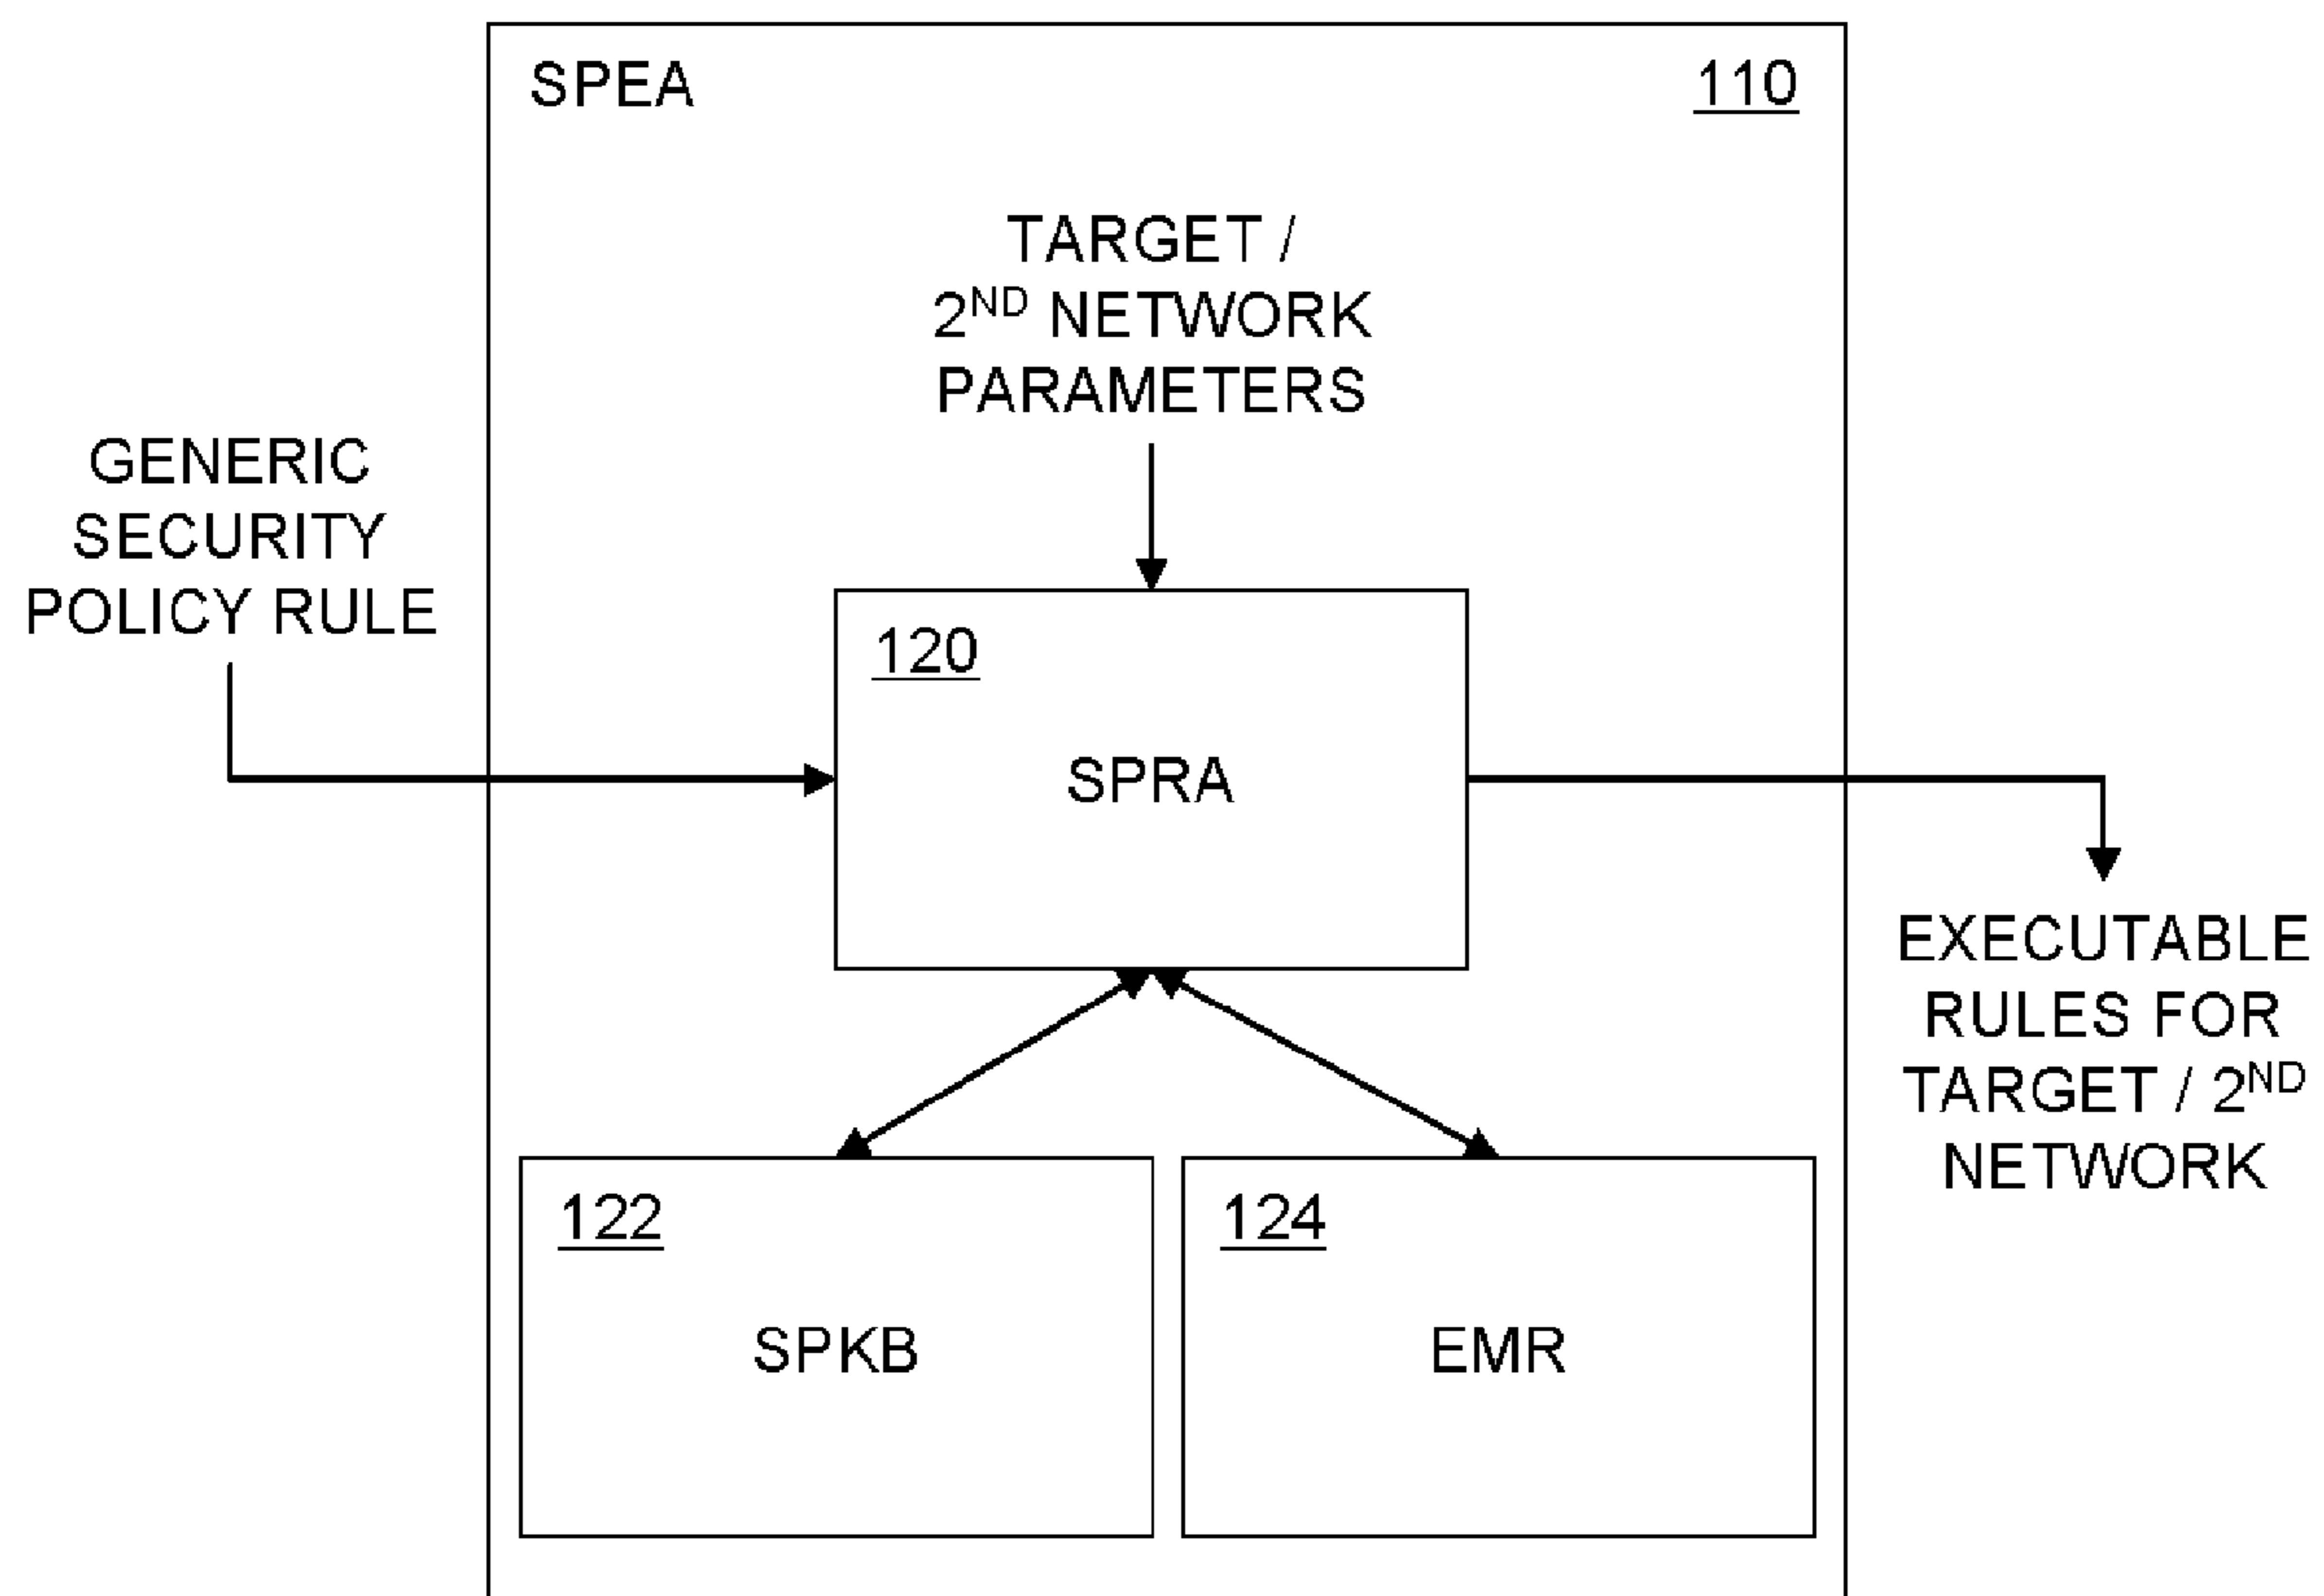 SPEA
110
TARGET /
2ND NETWORK
PARAMETERS
GENERIC
SECURITY
POLICY RULE
120
SPRA
EXECUTABLE
RULES FOR
TARGET / 2ND
NETWORK
122
SPKB
124
EMR